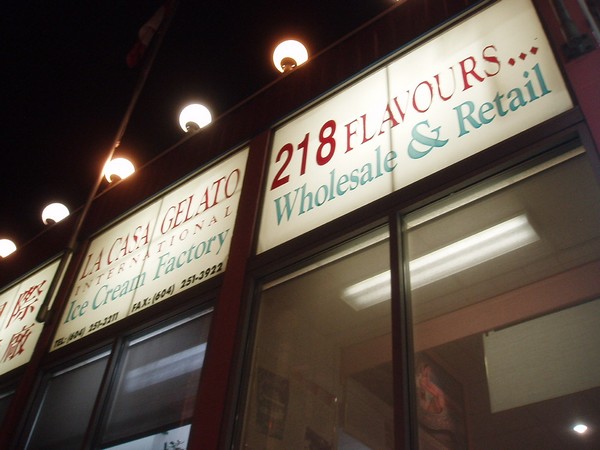 際
廠
LA CASA GELATO
INTERNATIONAL
Ice Cream Factory
TEL: (604) 251-3211 FAX: (604) 251-3922
218 FLAVOURS...
Wholesale & Retail